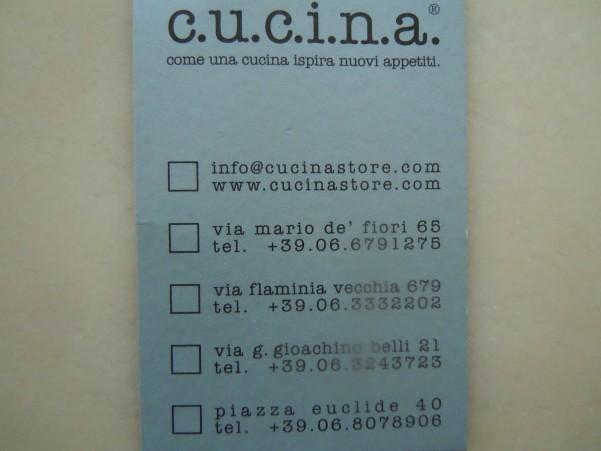 c.u.c.i.n.a.®
come una cucina ispira nuovi appetiti.
info@cucinastore.com
www.cucinastore.com
via mario de' fiori 65
tel. +39.06.6791275
via flaminia vecchia 679
tel. +39.06.3332202
via g. gioachino belli 21
tel. +39.06.3243723
piazza euclide 40
tel. +39.06.8078906